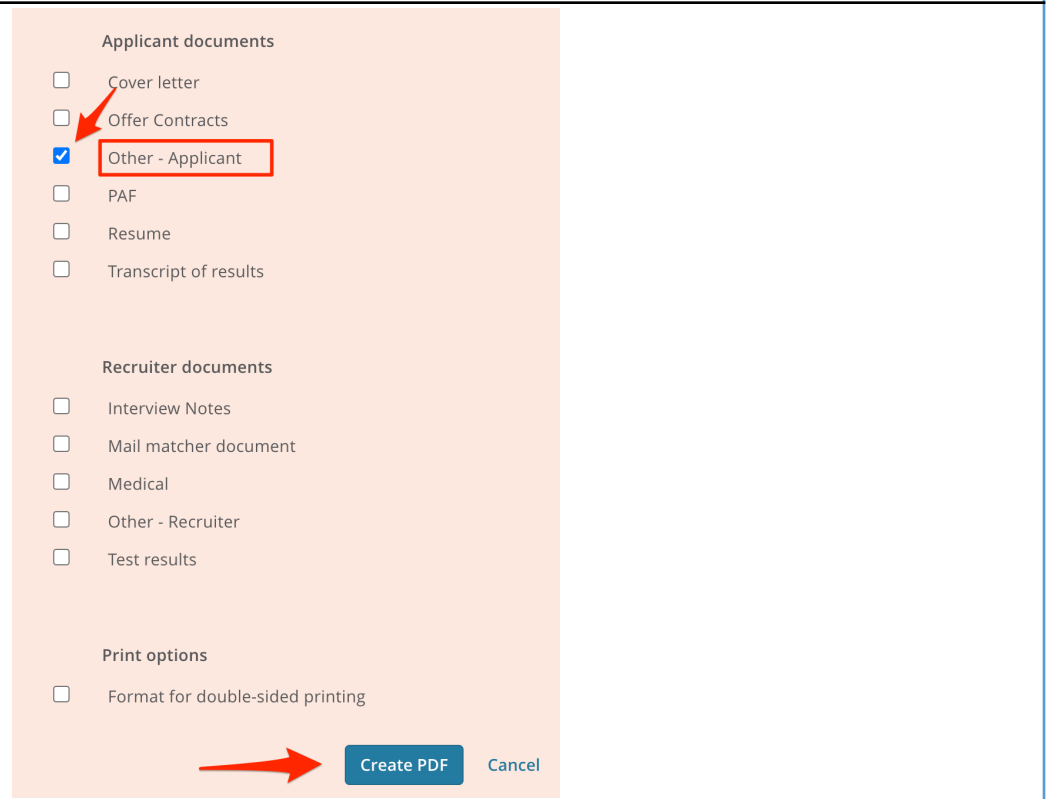 Applicant documents
Cover letter
Offer Contracts
Other - Applicant
PAF
Resume
Transcript of results
Recruiter documents
Interview Notes
Mail matcher document
Medical
Other - Recruiter
Test results
Print options
Format for double-sided printing
Create PDF Cancel